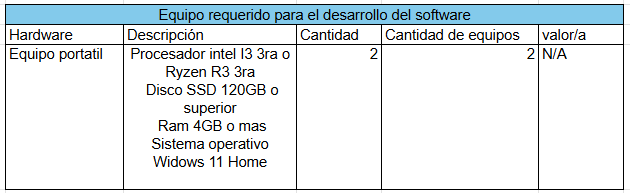 Equipo requerido para el desarrollo del software
Hardware Descripción Cantidad Cantidad de equipos valor/a
Equipo portatil Procesador intel I3 3ra o 2 2 N/A
Ryzen R3 3ra
Disco SSD 120GB o
superior
Ram 4GB o mas
Sistema operativo
Widows 11 Home